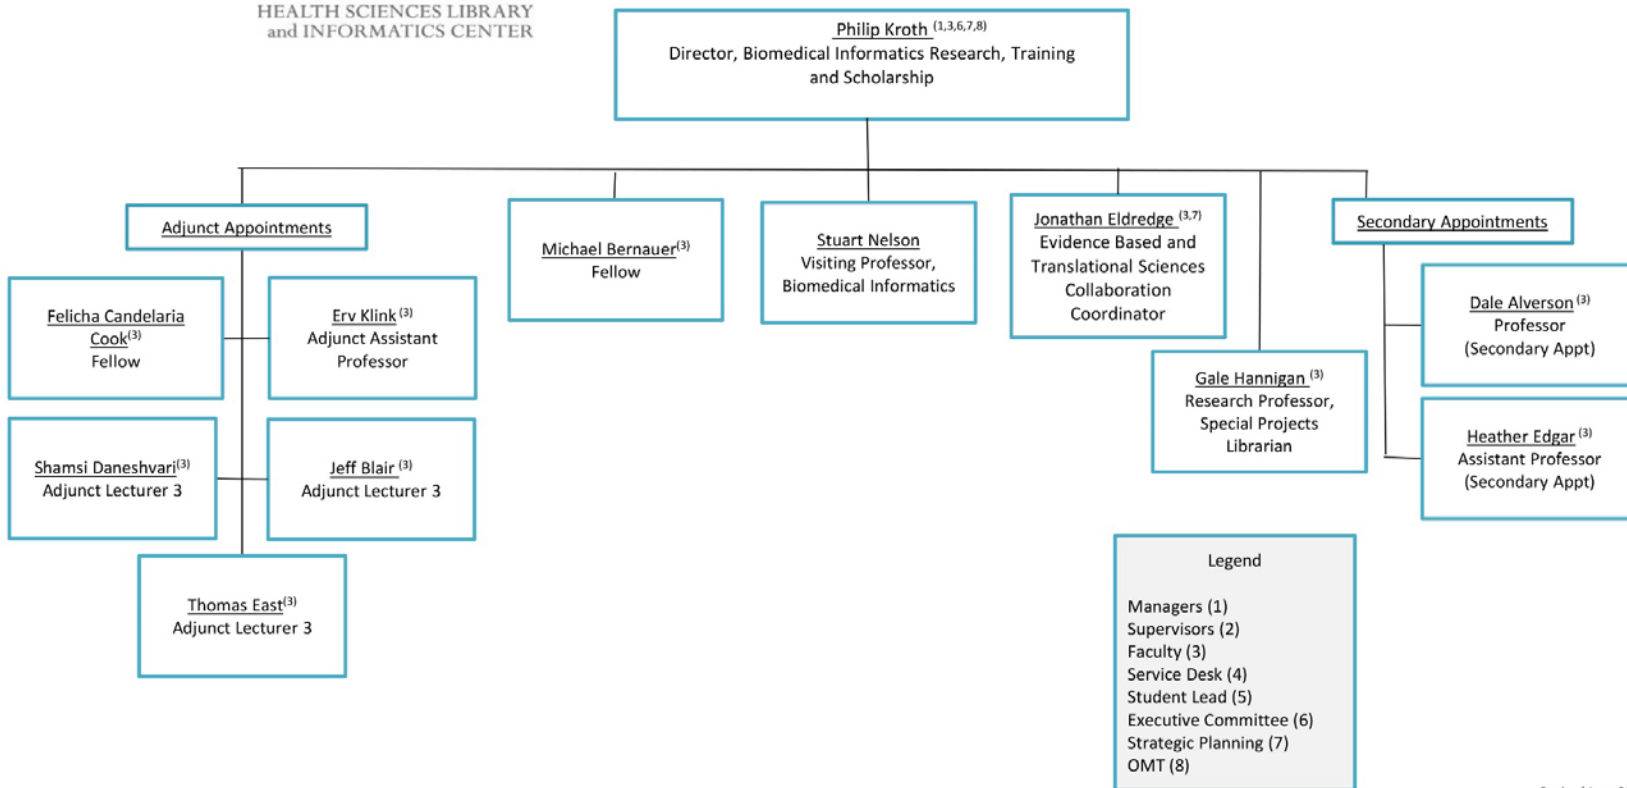 HEALTH SCIENCES LIBRARY
and INFORMATICS CENTER
Philip Kroth (1,3,6,7,8)
Director, Biomedical Informatics Research, Training
and Scholarship
Adjunct Appointments
Felicha Candelaria
Cook(3)
Fellow
Erv Klink (3)
Adjunct Assistant
Professor
Shamsi Daneshvari(3)
Adjunct Lecturer 3
Jeff Blair (3)
Adjunct Lecturer 3
Thomas East(3)
Adjunct Lecturer 3
Michael Bernauer(3)
Fellow
Stuart Nelson
Visiting Professor,
Biomedical Informatics
Jonathan Eldredge (3,7)
Evidence Based and
Translational Sciences
Collaboration
Coordinator
Gale Hannigan (3)
Research Professor,
Special Projects
Librarian
Secondary Appointments
Dale Alverson (3)
Professor
(Secondary Appt)
Heather Edgar (3)
Assistant Professor
(Secondary Appt)
Legend
Managers (1)
Supervisors (2)
Faculty (3)
Service Desk (4)
Student Lead (5)
Executive Committee (6)
Strategic Planning (7)
OMT (8)